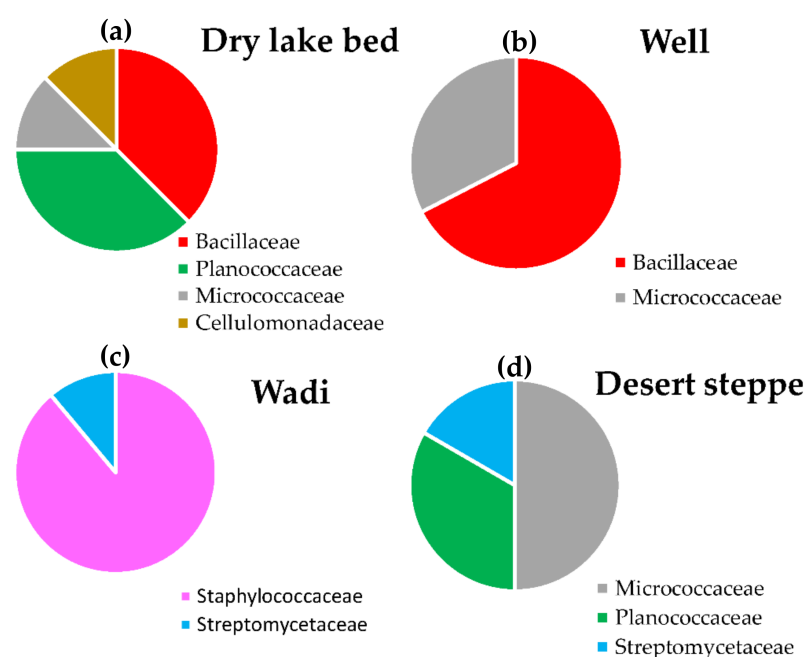 (a)
Dry lake bed
Bacillaceae
Planococcaceae
Micrococcaceae
Cellulomonadaceae
(b)
Well
Bacillaceae
Micrococcaceae
(c)
Wadi
Staphylococcaceae
Streptomycetaceae
(d)
Desert steppe
Micrococcaceae
Planococcaceae
Streptomycetaceae